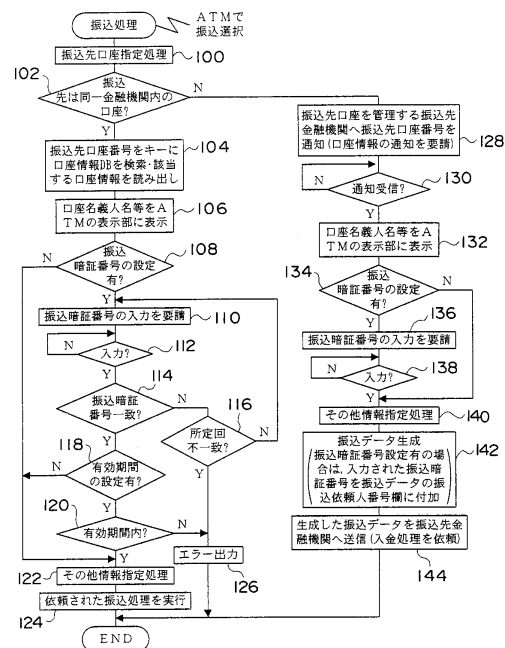 振込処理
ATMで
振込選択
振込先口座指定処理
100
102
振込
先は同一金融機関内の
口座?
N
Y
振込先口座番号をキーに
口座情報DBを検索・該当
する口座情報を読み出し
104
口座名義人名等をA
TMの表示部に表示
106
108
振込
暗証番号の設定
有?
N
Y
振込暗証番号の入力を要請
110
入力?
112
N
Y
114
振込暗証
番号一致?
N
Y
116
所定回
不一致?
N
Y
118
有効期間
の設定有?
N
Y
120
有効期間内?
N
Y
エラー出力
126
122
その他情報指定処理
124
依頼された振込処理を実行
END
振込先口座を管理する振込先
金融機関へ振込先口座番号を
通知(口座情報の通知を要請)
128
通知受信?
130
N
Y
口座名義人名等をA
TMの表示部に表示
132
134
振込
暗証番号の設定
有?
N
Y
136
振込暗証番号の入力を要請
入力?
138
N
Y
その他情報指定処理
140
振込データ生成
(振込暗証番号設定有の場
合は、入力された振込暗
証番号を振込データの振
込依頼人番号欄に付加)
142
生成した振込データを振込先金
融機関へ送信(入金処理を依頼)
144